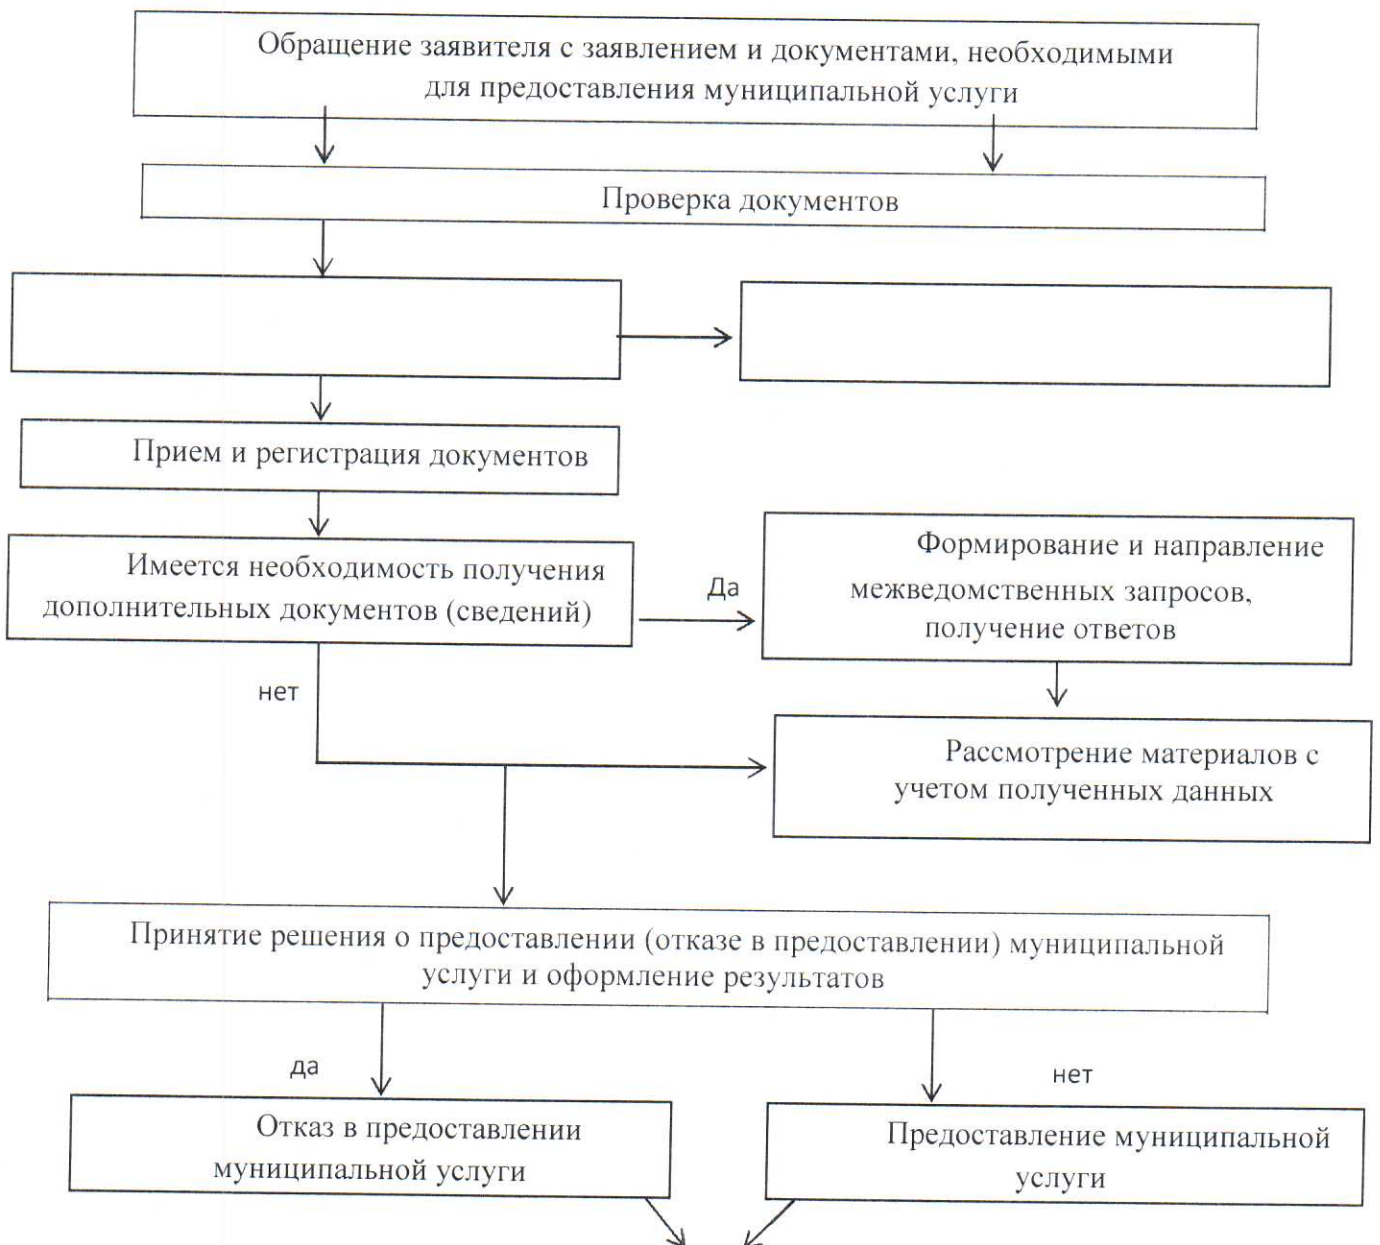 Обращение заявителя с заявлением и документами, необходимыми
для предоставления муниципальной услуги
Проверка документов
Прием и регистрация документов
Имеется необходимость получения
дополнительных документов (сведений)
Да
Формирование и направление
межведомственных запросов,
получение ответов
нет
Рассмотрение материалов с
учетом полученных данных
Принятие решения о предоставлении (отказе в предоставлении) муниципальной
услуги и оформление результатов
да
нет
Отказ в предоставлении
муниципальной услуги
Предоставление муниципальной
услуги